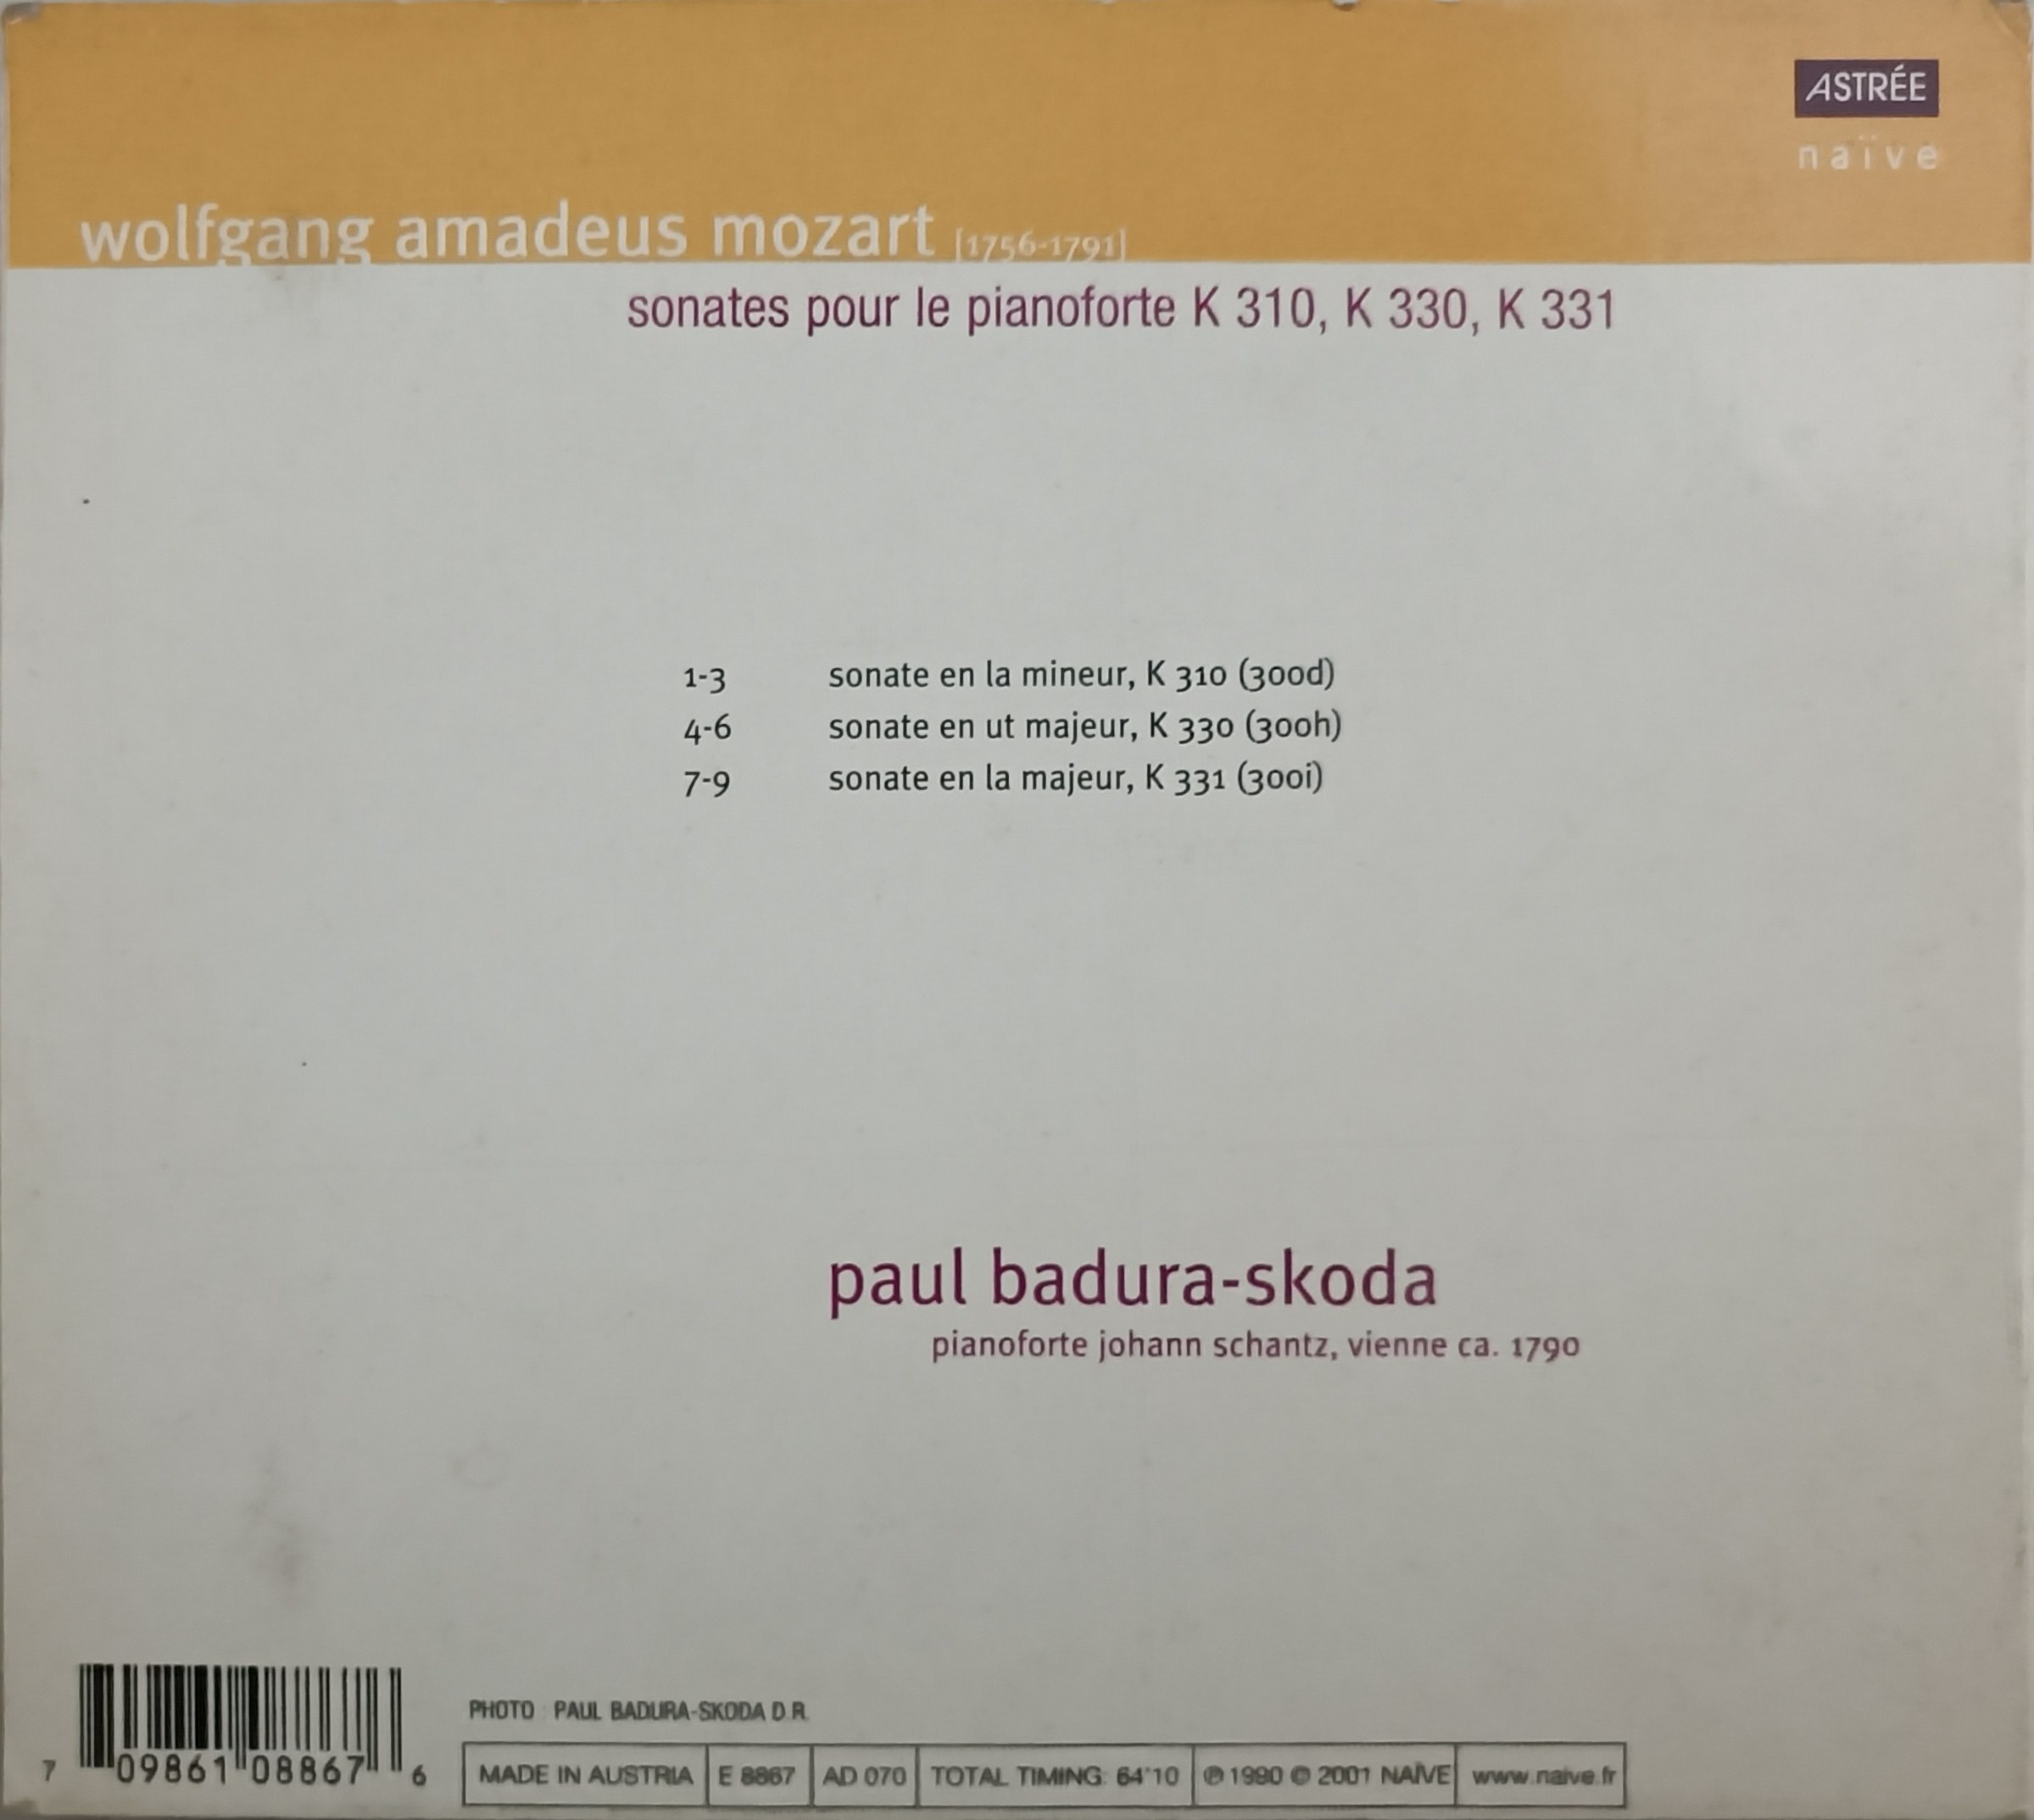 ASTRÉE
naïve
wolfgang amadeus mozart [1756-1791]
sonates pour le pianoforte K 310, K 330, K 331
1-3 sonate en la mineur, K 310 (300d)
4-6 sonate en ut majeur, K 330 (300h)
7-9 sonate en la majeur, K 331 (300i)
paul badura-skoda
pianoforte johann schantz, vienne ca. 1790
PHOTO : PAUL BADURA-SKODA D.R.
7 09861 08867 6
MADE IN AUSTRIA E 8867 AD 070 TOTAL TIMING: 64'10 ℗ 1990 © 2001 NAÏVE www.naive.fr